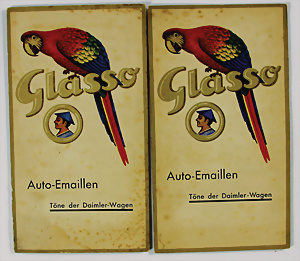 Glasso
Auto-Emaillen
Töne der Daimler-Wagen
Glasso
Auto-Emaillen
Töne der Daimler-Wagen